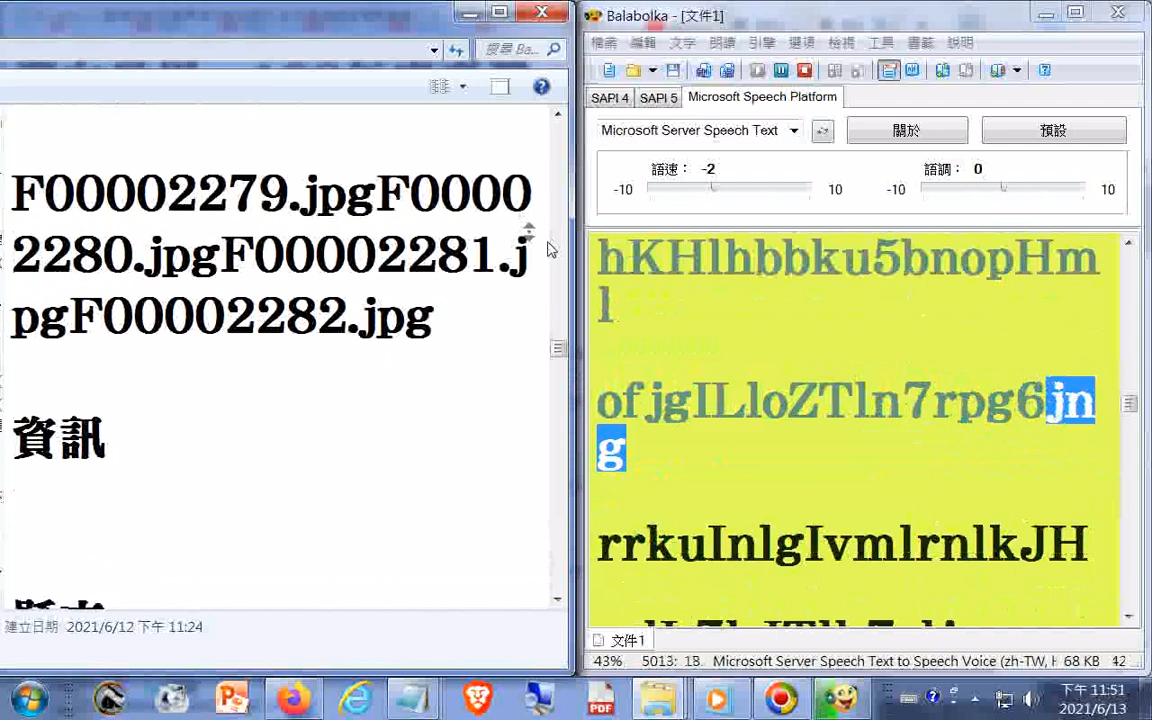 Balabolka - [文件1]
搜尋 Ba...
檔案 編輯 文字 朗讀 引擎 選項 檢視 工具 書籤 說明
SAPI 4 SAPI 5 Microsoft Speech Platform
Microsoft Server Speech Text 關於 預設
語速： -2 語調： 0
-10 10 -10 10
F00002279.jpgF0000
2280.jpgF00002281.j
pgF00002282.jpg
資訊
建立日期 2021/6/12 下午 11:24
hKHlhbbku5bnopHm
l
ofjgILloZTln7rpg6jn
g
rrkuInlgIvmlrnlkJH
文件1
43% 5013: 18. Microsoft Server Speech Text to Speech Voice (zh-TW, H 68 KB 42
PDF
下午 11:51
2021/6/13